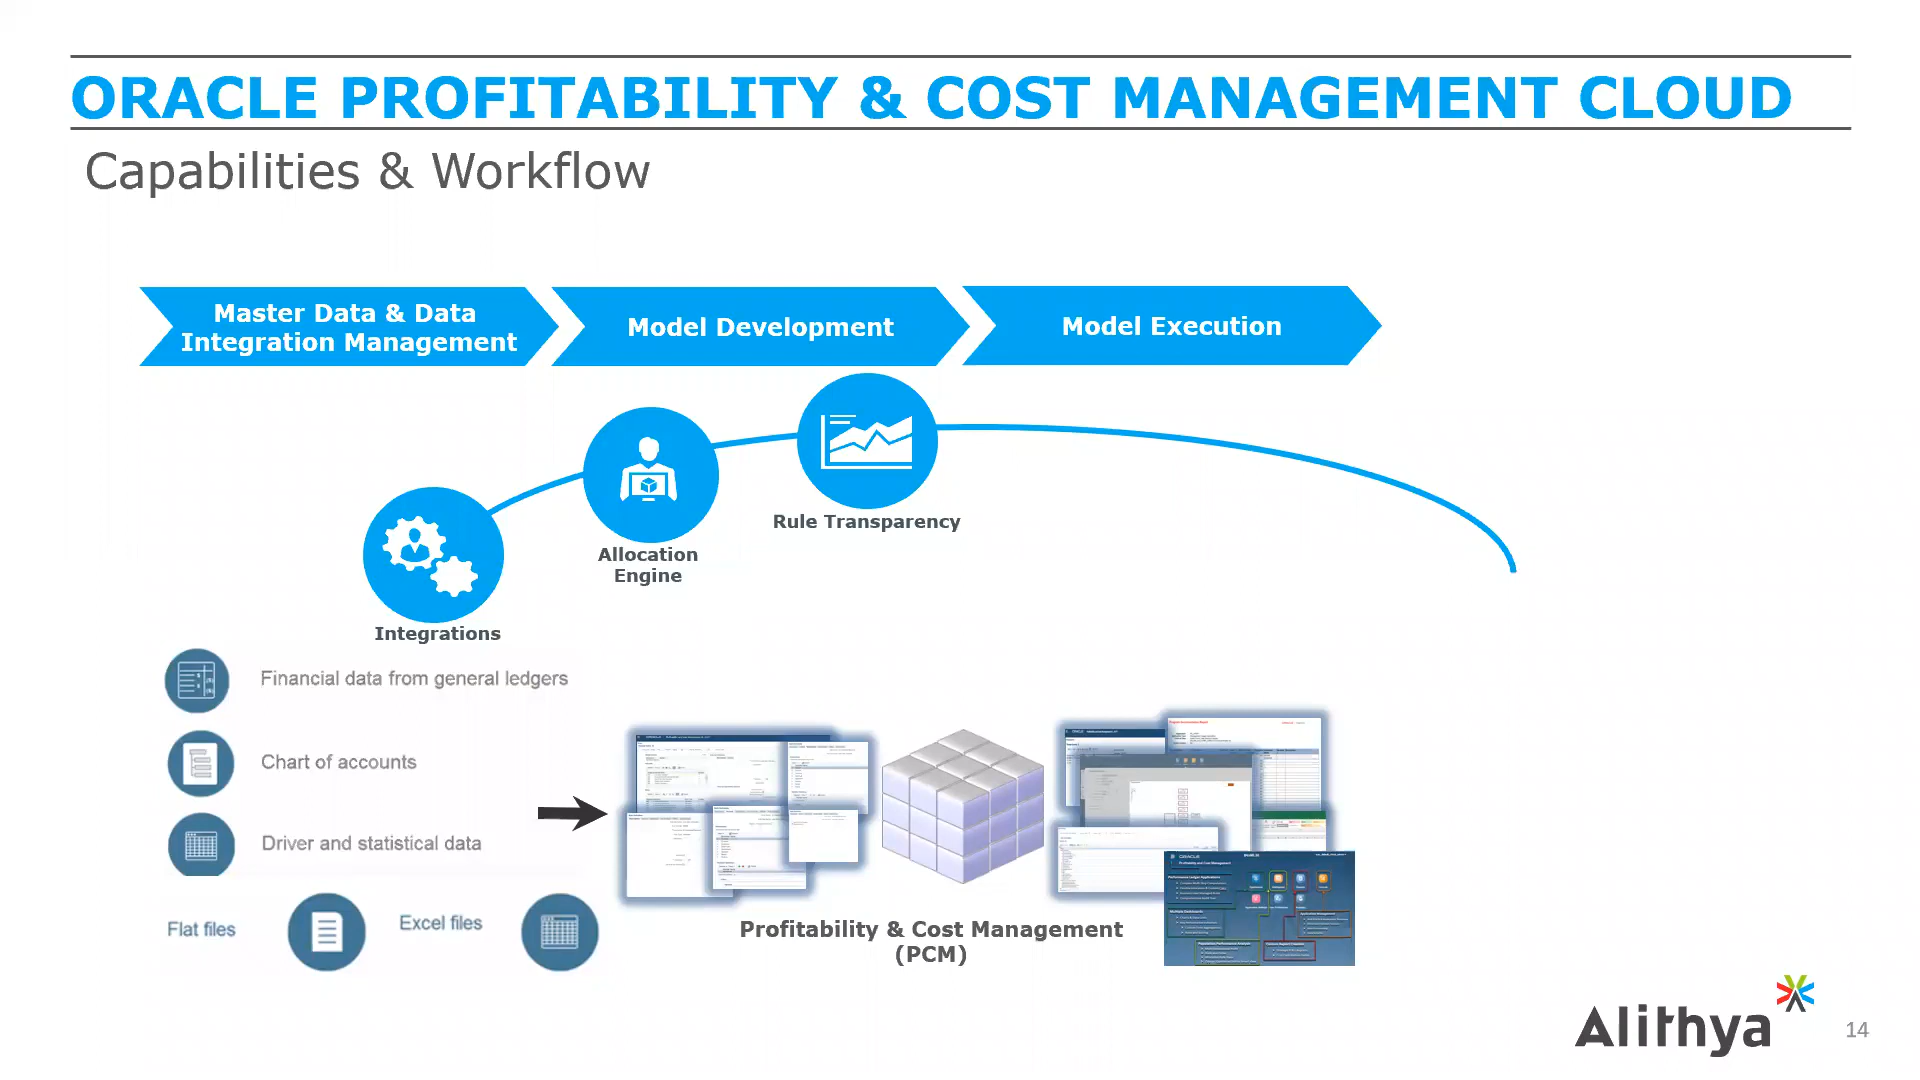 ORACLE PROFITABILITY & COST MANAGEMENT CLOUD
Capabilities & Workflow
Master Data & Data
Integration Management
Model Development
Model Execution
Rule Transparency
Allocation
Engine
Integrations
Financial data from general ledgers
Chart of accounts
Driver and statistical data
Flat files
Excel files
Profitability & Cost Management
(PCM)
Alithya
14